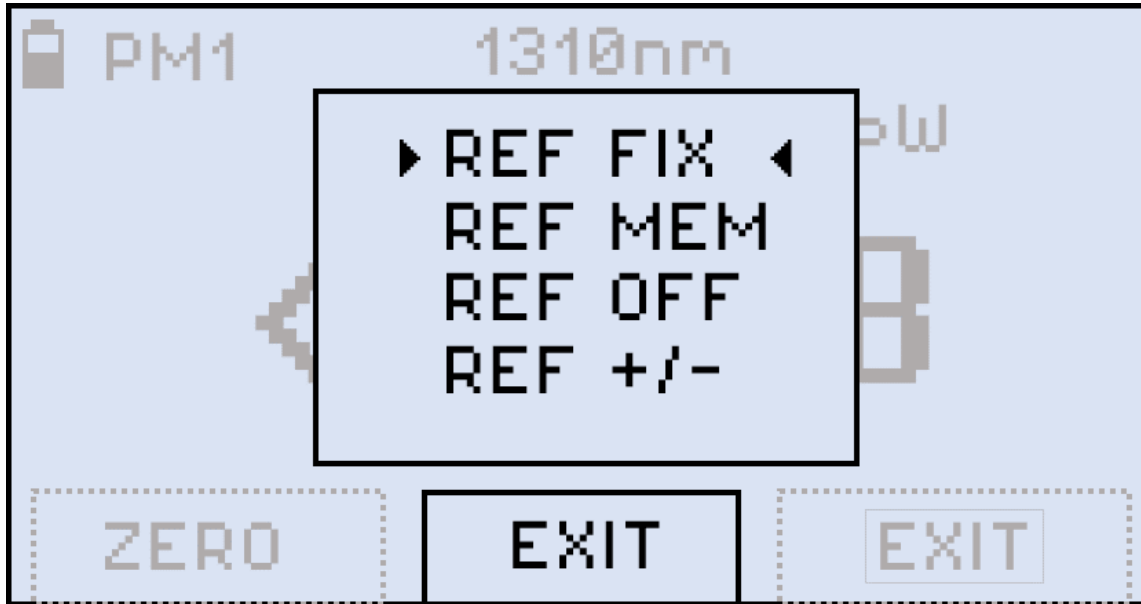 PM1 1310nm
REF FIX
REF MEM
REF OFF
REF +/-
ZERO EXIT EXIT